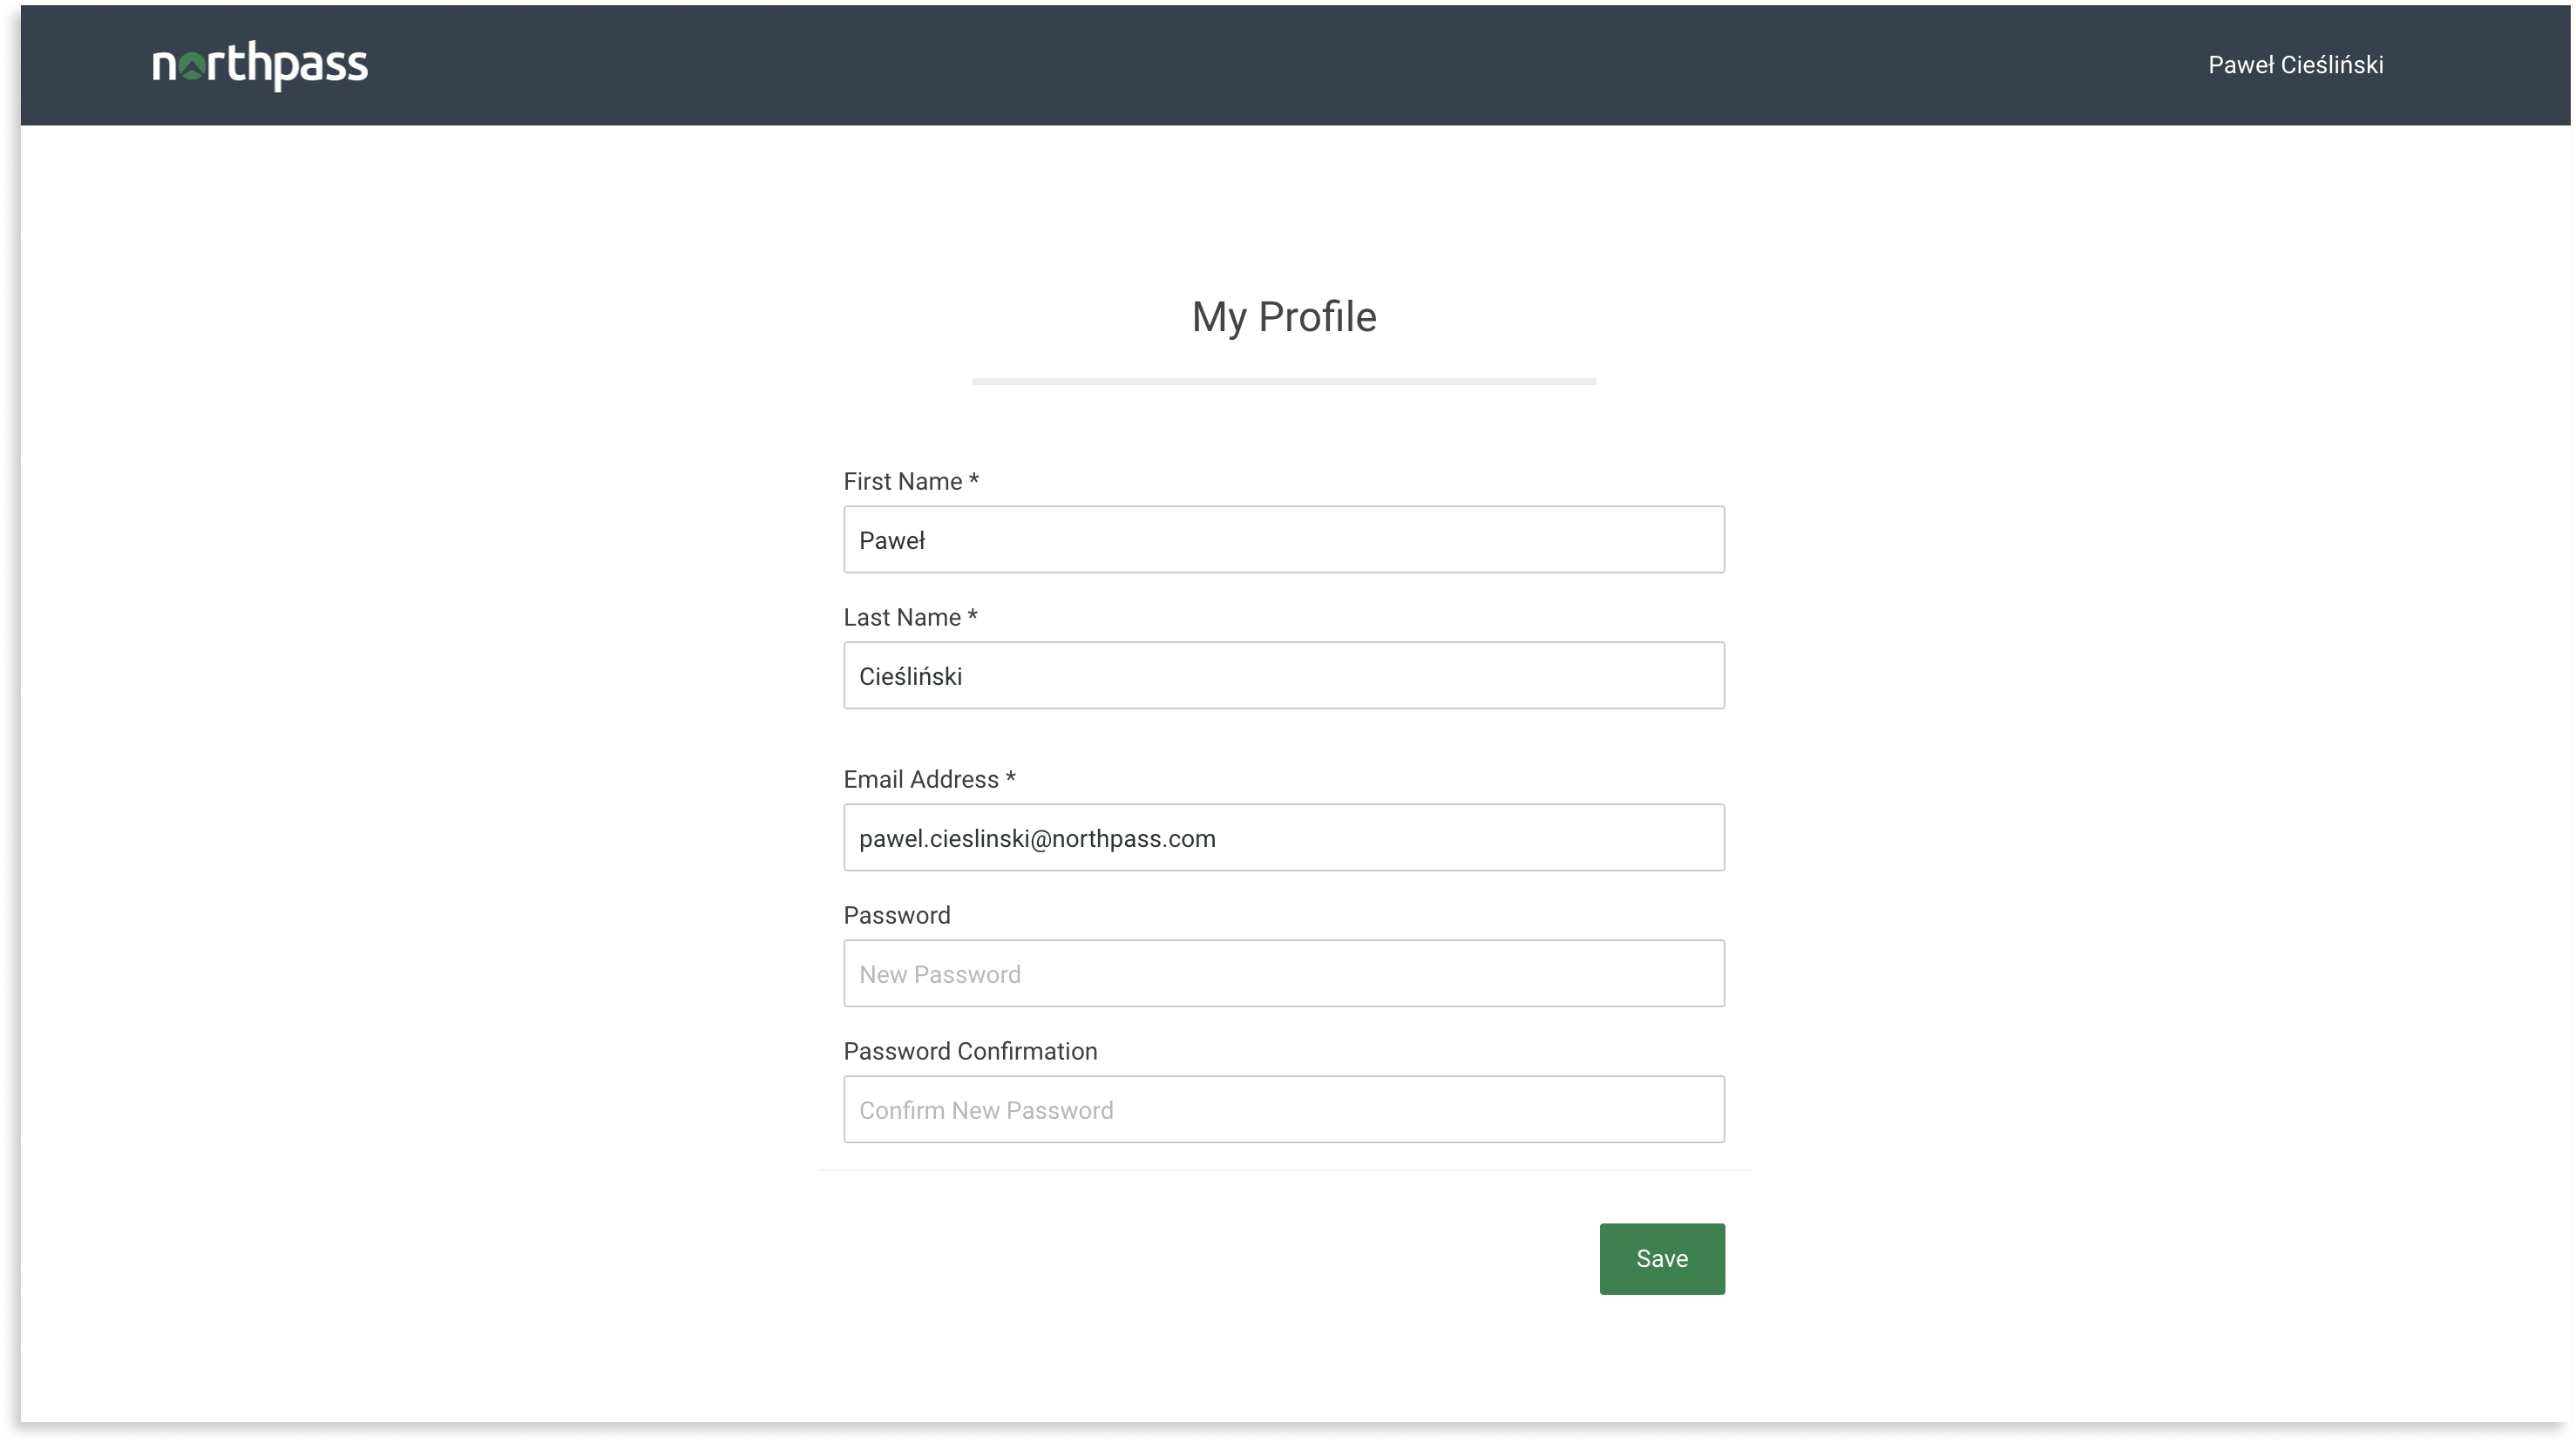 northpass
Paweł Cieśliński
My Profile
First Name *
Paweł
Last Name *
Cieśliński
Email Address *
pawel.cieslinski@northpass.com
Password
New Password
Password Confirmation
Confirm New Password
Save